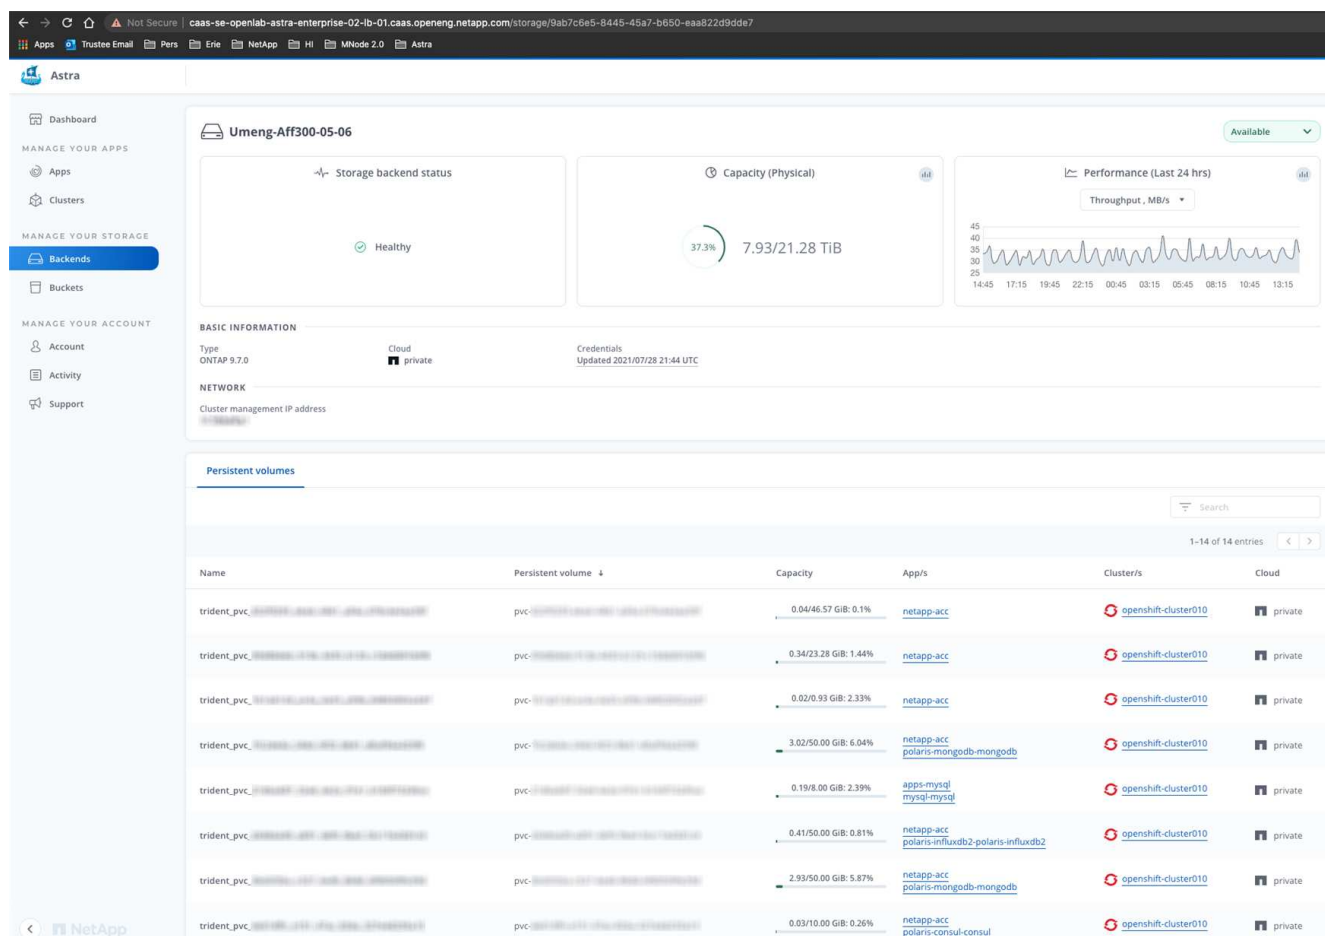 Not Secure | caas-se-openlab-astra-enterprise-02-lb-01.caas.openeng.netapp.com/storage/9ab7c6e5-8445-45a7-b650-eaa822d9dde7
Apps Trustee Email Pers Erie NetApp HI MNode 2.0 Astra
Astra
Dashboard
MANAGE YOUR APPS
Apps
Clusters
MANAGE YOUR STORAGE
Backends
Buckets
MANAGE YOUR ACCOUNT
Account
Activity
Support
NetApp
Umeng-Aff300-05-06
Available
Storage backend status
Healthy
Capacity (Physical)
37.3% 7.93/21.28 TiB
Performance (Last 24 hrs)
Throughput , MB/s
45
40
35
30
25
14:45 17:15 19:45 22:15 00:45 03:15 05:45 08:15 10:45 13:15
BASIC INFORMATION
Type Cloud Credentials
ONTAP 9.7.0 private Updated 2021/07/28 21:44 UTC
NETWORK
Cluster management IP address
Persistent volumes
Search
1–14 of 14 entries
Name Persistent volume ↓ Capacity App/s Cluster/s Cloud
trident_pvc_ pvc- 0.04/46.57 GiB: 0.1% netapp-acc openshift-cluster010 private
trident_pvc_ pvc- 0.34/23.28 GiB: 1.44% netapp-acc openshift-cluster010 private
trident_pvc_ pvc- 0.02/0.93 GiB: 2.33% netapp-acc openshift-cluster010 private
trident_pvc_ pvc- 3.02/50.00 GiB: 6.04% netapp-acc openshift-cluster010 private
polaris-mongodb-mongodb
trident_pvc_ pvc- 0.19/8.00 GiB: 2.39% apps-mysql openshift-cluster010 private
mysql-mysql
trident_pvc_ pvc- 0.41/50.00 GiB: 0.81% netapp-acc openshift-cluster010 private
polaris-influxdb2-polaris-influxdb2
trident_pvc_ pvc- 2.93/50.00 GiB: 5.87% netapp-acc openshift-cluster010 private
polaris-mongodb-mongodb
trident_pvc_ pvc- 0.03/10.00 GiB: 0.26% netapp-acc openshift-cluster010 private
polaris-consul-consul